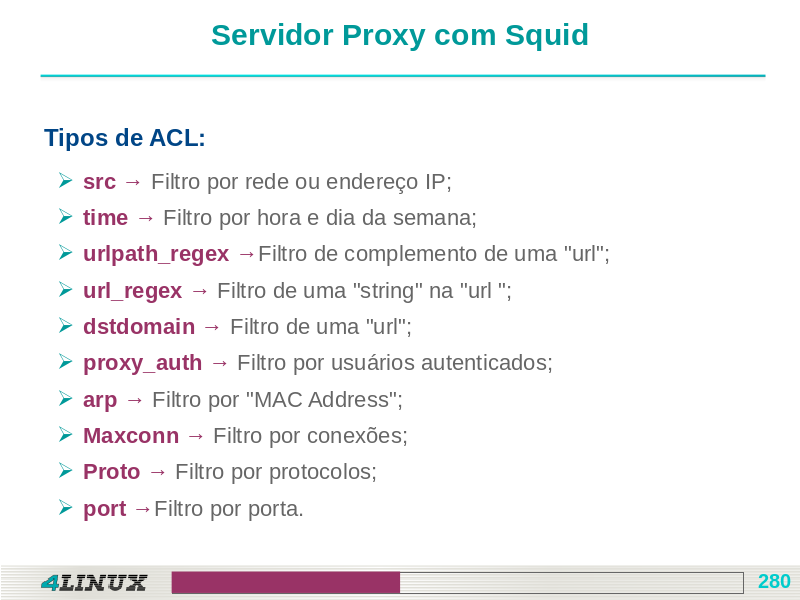 Servidor Proxy com Squid
Tipos de ACL:
src → Filtro por rede ou endereço IP;
time → Filtro por hora e dia da semana;
urlpath_regex →Filtro de complemento de uma "url";
url_regex → Filtro de uma "string" na "url ";
dstdomain → Filtro de uma "url";
proxy_auth → Filtro por usuários autenticados;
arp → Filtro por "MAC Address";
Maxconn → Filtro por conexões;
Proto → Filtro por protocolos;
port →Filtro por porta.
4LINUX
280